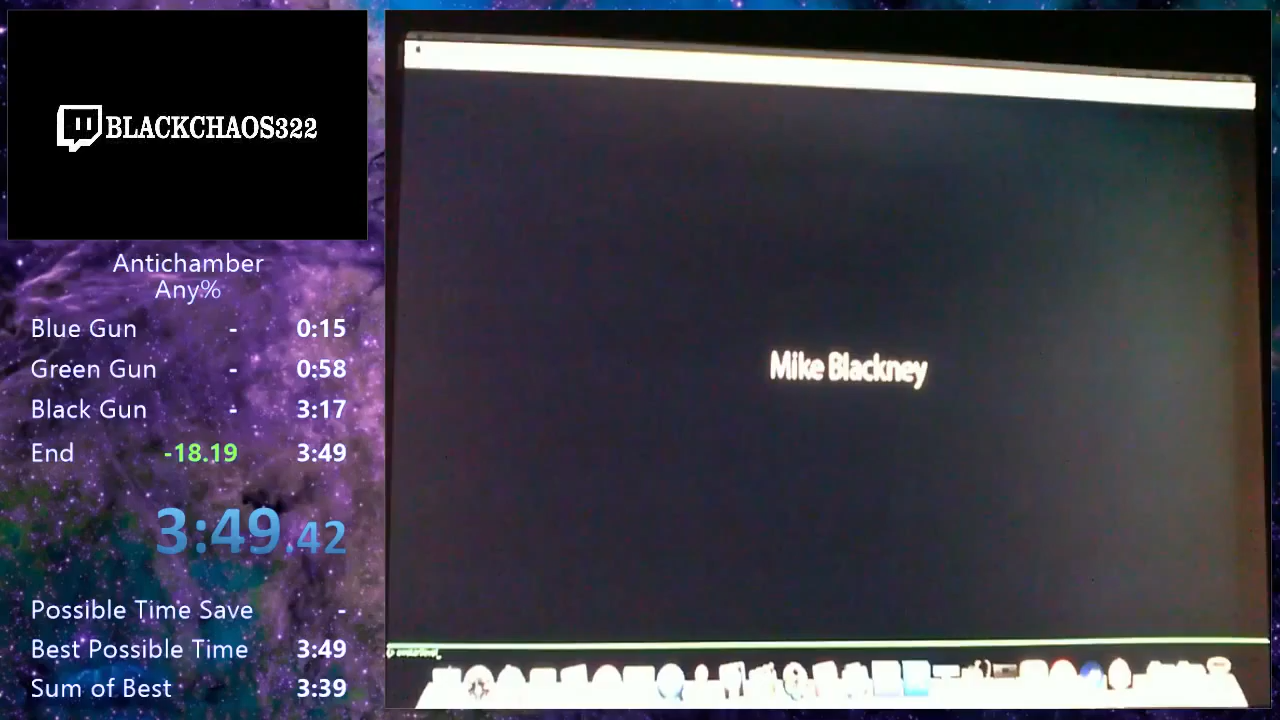 BLACKCHAOS322
Antichamber
Any%
Blue Gun - 0:15
Green Gun - 0:58
Black Gun - 3:17
End -18.19 3:49
3:49.42
Possible Time Save -
Best Possible Time 3:49
Sum of Best 3:39
Mike Blackney